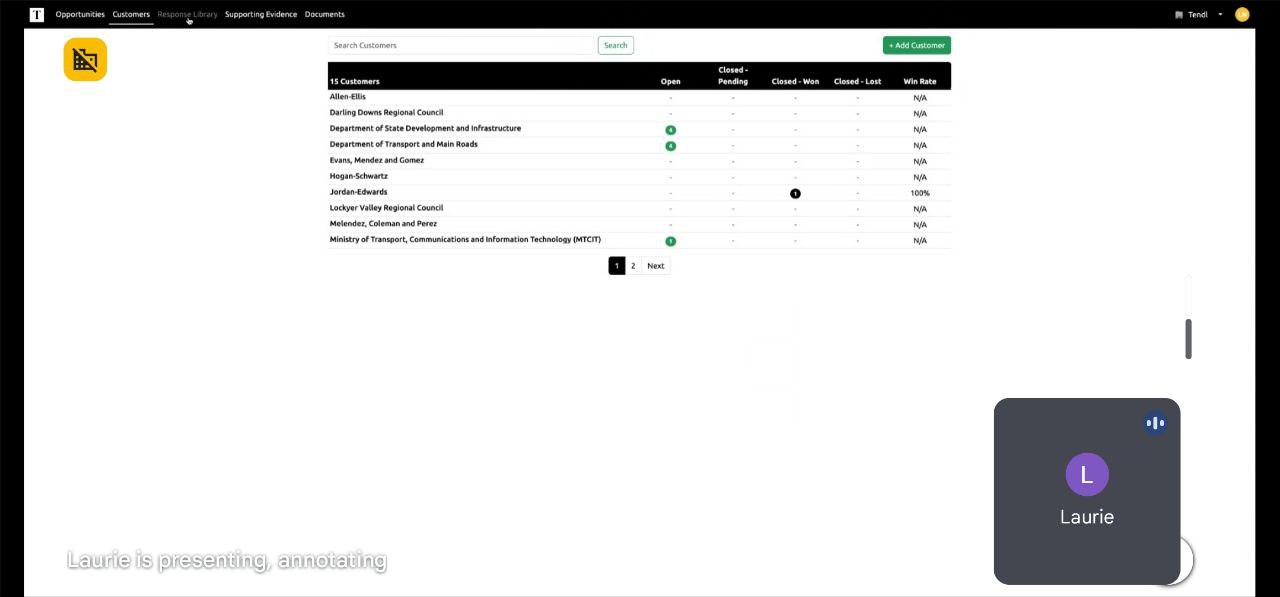 T Opportunities Customers Response Library Supporting Evidence Documents Tendl
Search Customers Search + Add Customer
15 Customers Open Closed - Pending Closed - Won Closed - Lost Win Rate
Allen-Ellis - - - - N/A
Darling Downs Regional Council - - - - N/A
Department of State Development and Infrastructure 4 - - - N/A
Department of Transport and Main Roads 4 - - - N/A
Evans, Mendez and Gomez - - - - N/A
Hogan-Schwartz - - - - N/A
Jordan-Edwards - - 1 - 100%
Lockyer Valley Regional Council - - - - N/A
Melendez, Coleman and Perez - - - - N/A
Ministry of Transport, Communications and Information Technology (MTCIT) 1 - - - N/A
1 2 Next
L
Laurie
Laurie is presenting, annotating